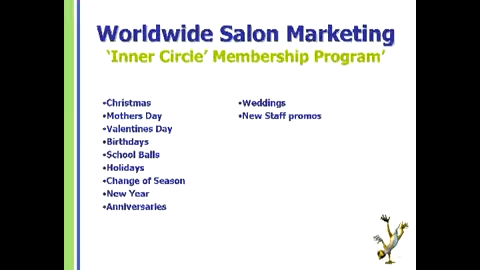 Worldwide Salon Marketing
‘Inner Circle’ Membership Program’
•Christmas
•Mothers Day
•Valentines Day
•Birthdays
•School Balls
•Holidays
•Change of Season
•New Year
•Anniversaries
•Weddings
•New Staff promos